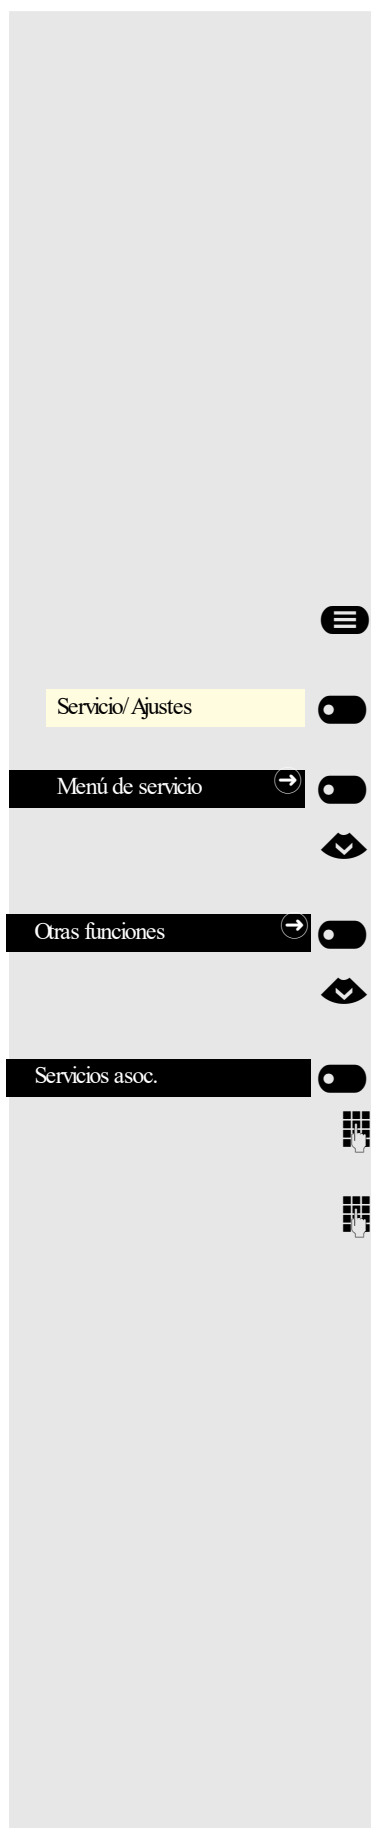 Servicio/Ajustes
Menú de servicio
Otras funciones
Servicios asoc.